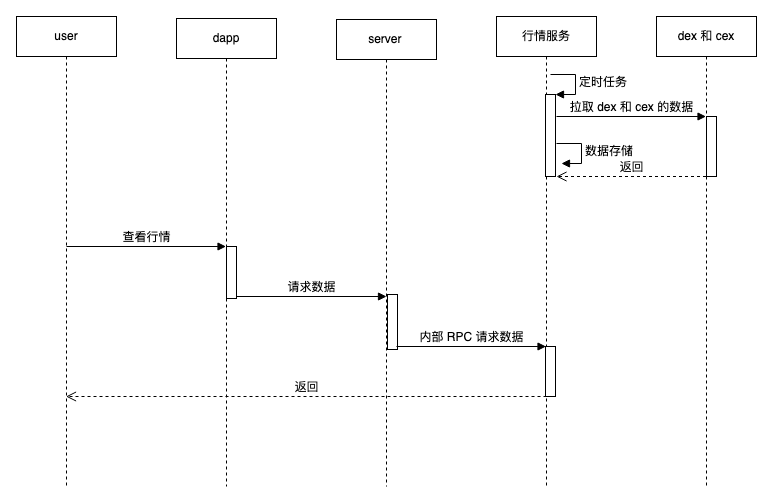 user
dapp
server
行情服务
dex 和 cex
定时任务
拉取 dex 和 cex 的数据
数据存储
返回
查看行情
请求数据
内部 RPC 请求数据
返回